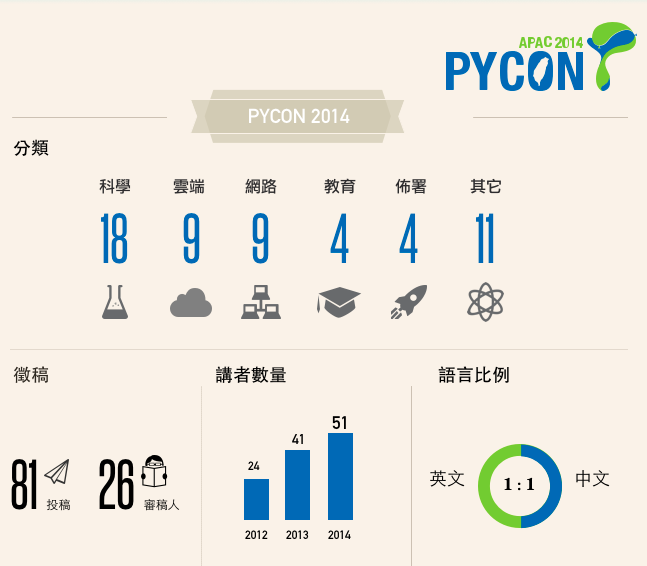 APAC 2014
PYCON
PYCON 2014
分類
科學 雲端 網路 教育 佈署 其它
18 9 9 4 4 11
徵稿
81 投稿 26 審稿人
講者數量
24 41 51
2012 2013 2014
語言比例
英文 1 : 1 中文